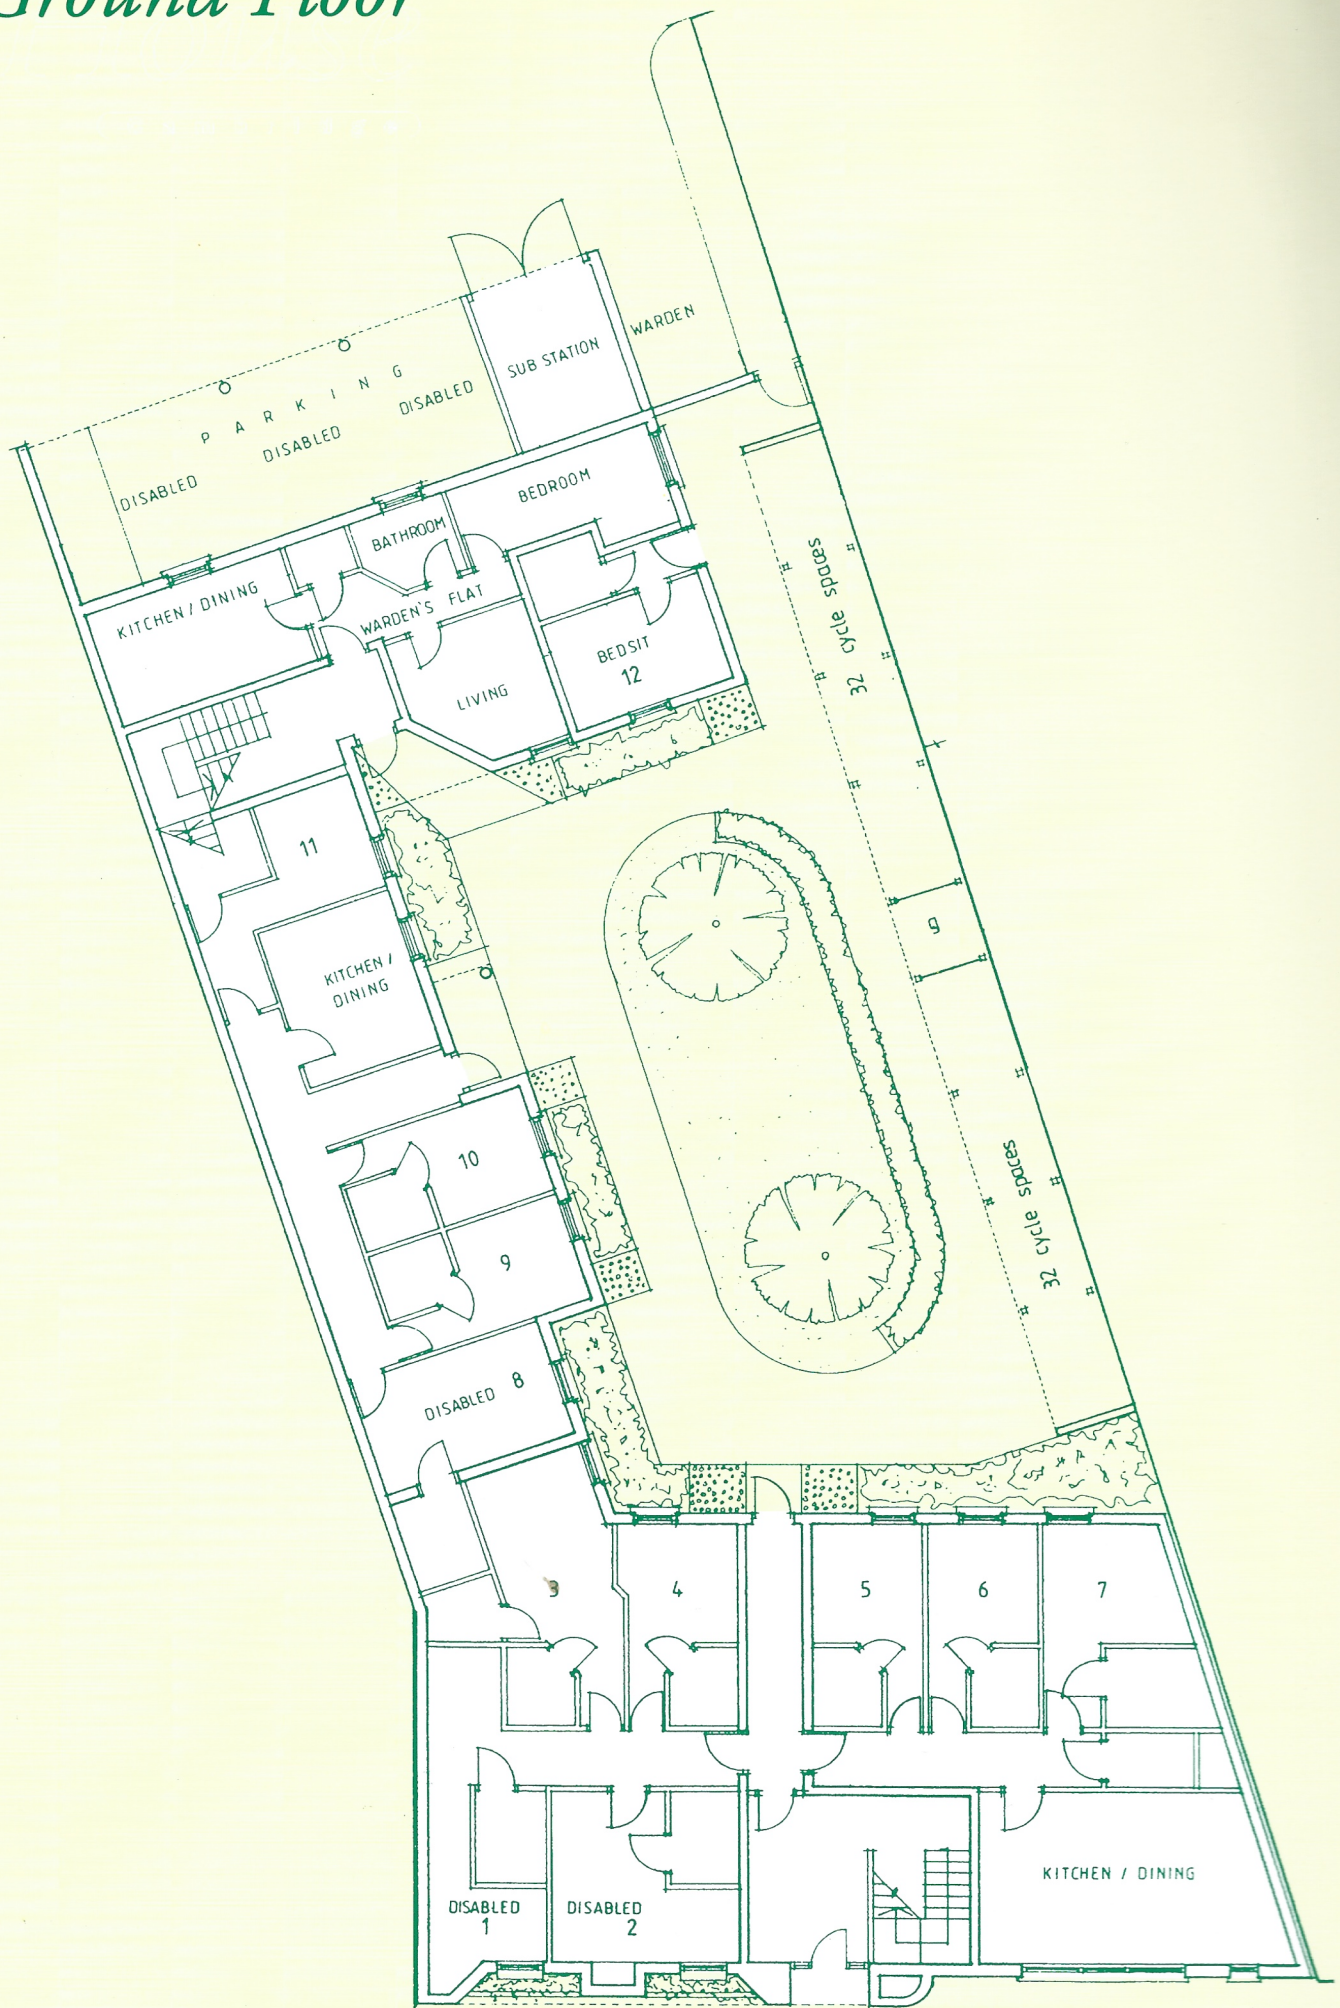 Ground Floor
WARDEN
SUB STATION
PARKING
DISABLED
DISABLED
DISABLED
BEDROOM
BATHROOM
KITCHEN / DINING
WARDEN'S FLAT
BEDSIT
12
LIVING
32 cycle spaces
11
KITCHEN /
DINING
5
10
32 cycle spaces
9
DISABLED 8
3
4
5
6
7
KITCHEN / DINING
DISABLED
1
DISABLED
2